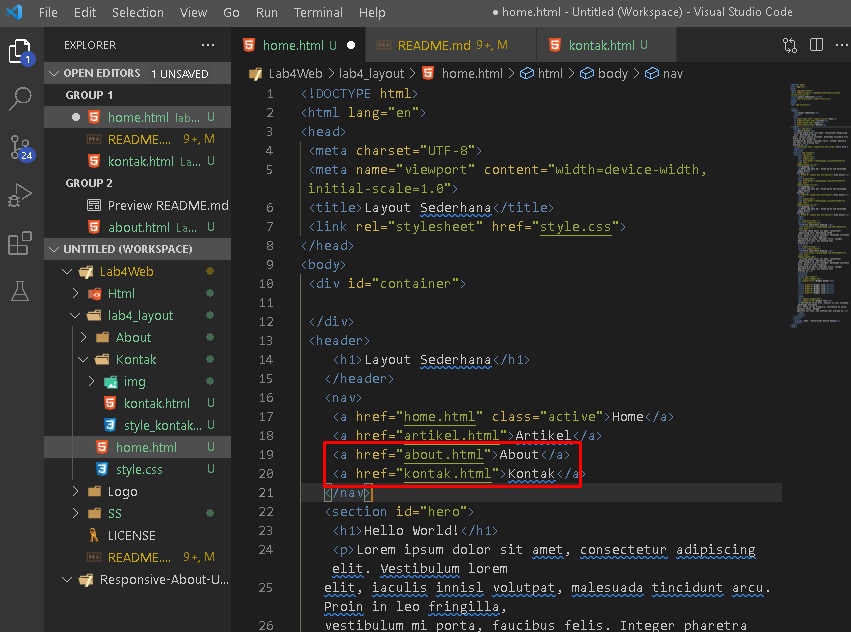 File Edit Selection View Go Run Terminal Help ● home.html - Untitled (Workspace) - Visual Studio Code
EXPLORER ···
OPEN EDITORS 1 UNSAVED
GROUP 1
● home.html lab... U
README.... 9+, M
kontak.html La... U
GROUP 2
Preview README.md
about.html La... U
UNTITLED (WORKSPACE)
Lab4Web
Html
lab4_layout
About
Kontak
img
kontak.html U
style_kontak... U
home.html U
style.css U
Logo
SS
LICENSE
README.... 9+, M
Responsive-About-U...
1
24
home.html U ● README.md 9+, M kontak.html U
Lab4Web > lab4_layout > home.html > html > body > nav
1 <!DOCTYPE html>
2 <html lang="en">
3 <head>
4 <meta charset="UTF-8">
5 <meta name="viewport" content="width=device-width,
initial-scale=1.0">
6 <title>Layout Sederhana</title>
7 <link rel="stylesheet" href="style.css">
8 </head>
9 <body>
10 <div id="container">
11
12 </div>
13 <header>
14 <h1>Layout Sederhana</h1>
15 </header>
16 <nav>
17 <a href="home.html" class="active">Home</a>
18 <a href="artikel.html">Artikel</a>
19 <a href="about.html">About</a>
20 <a href="kontak.html">Kontak</a>
21 </nav>
22 <section id="hero">
23 <h1>Hello World!</h1>
24 <p>Lorem ipsum dolor sit amet, consectetur adipiscing
elit. Vestibulum lorem
25 elit, iaculis innisl volutpat, malesuada tincidunt arcu.
Proin in leo fringilla,
26 vestibulum mi porta, faucibus felis. Integer pharetra